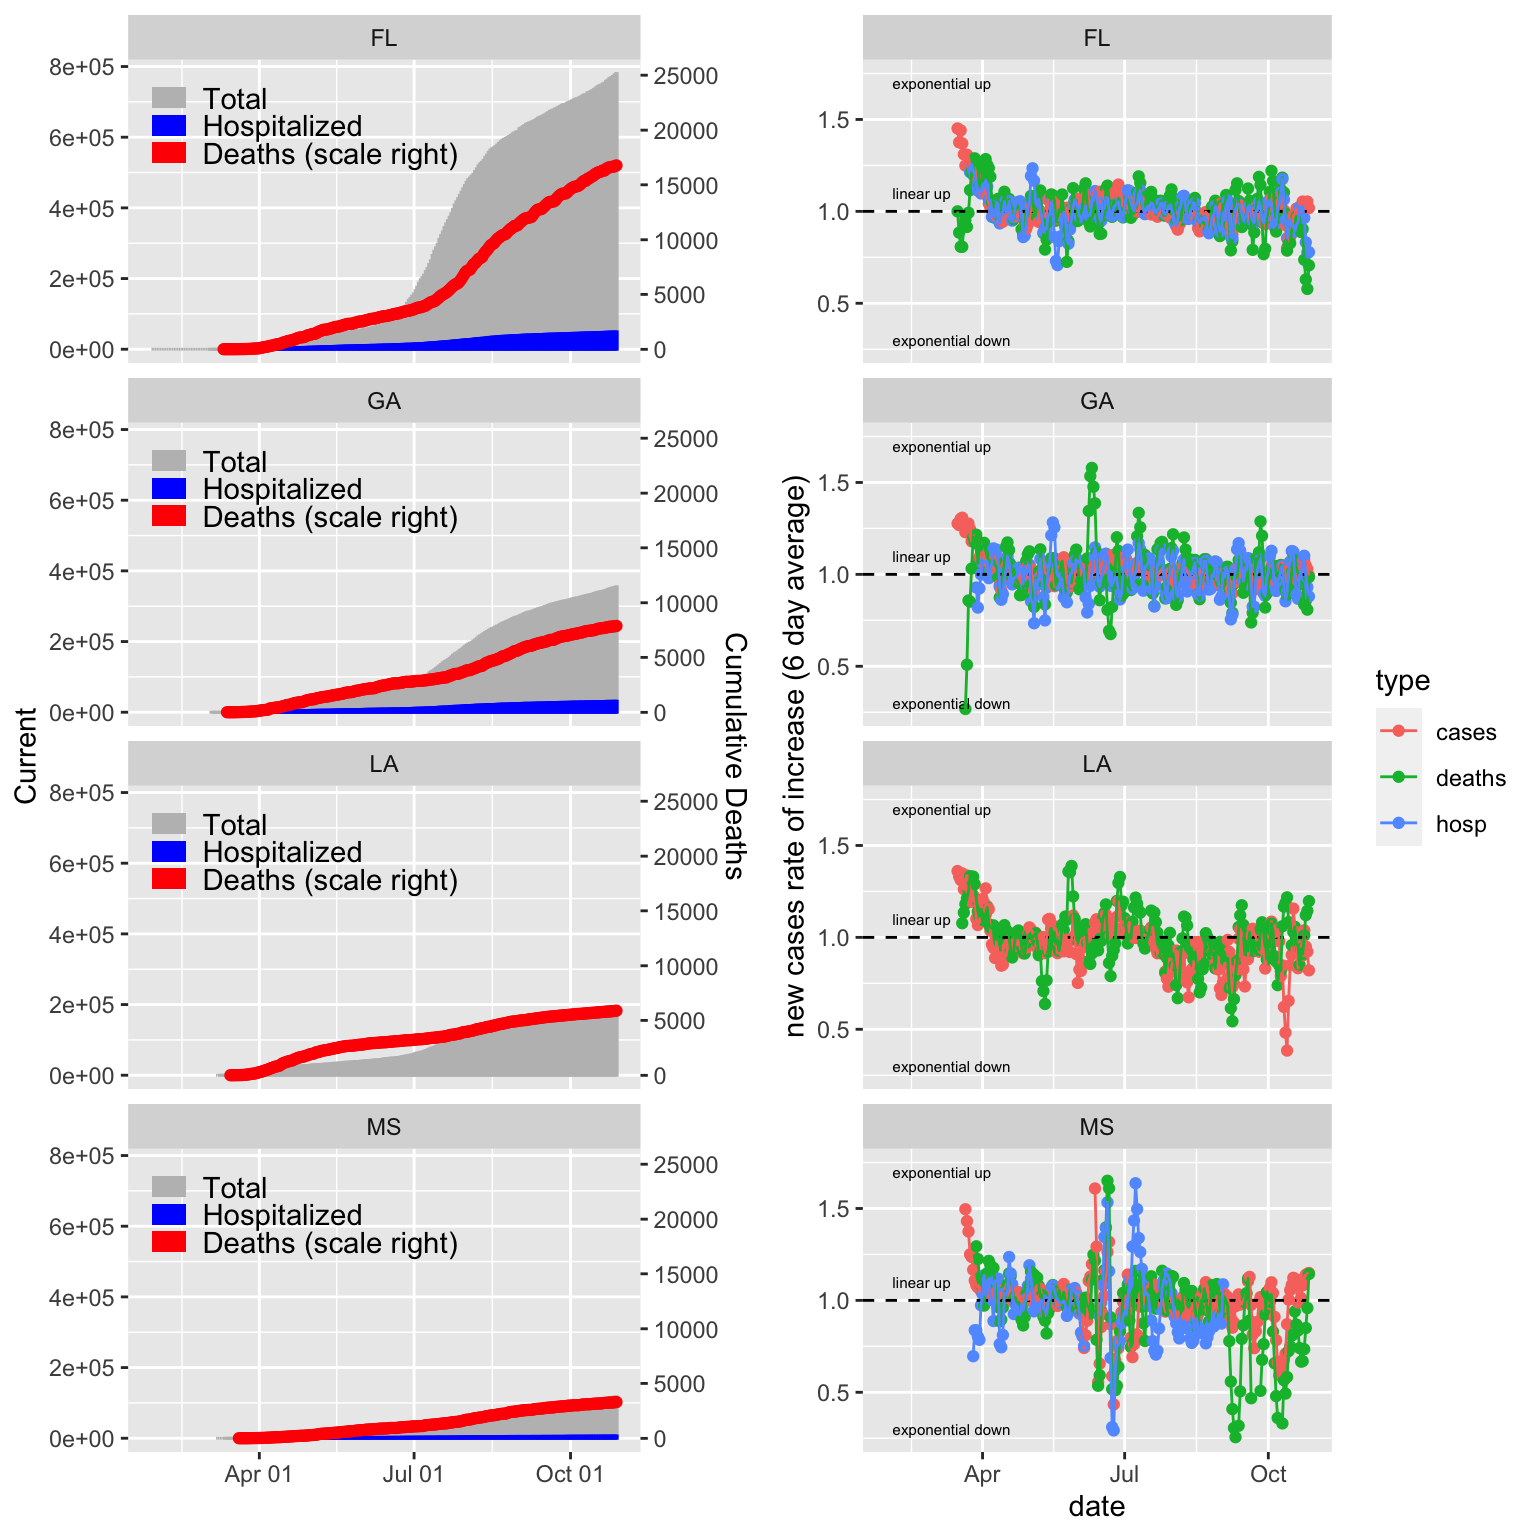 FL
8e+05
6e+05
4e+05
2e+05
0e+00
Total
Hospitalized
Deaths (scale right)
25000
20000
15000
10000
5000
0
GA
8e+05
6e+05
4e+05
2e+05
0e+00
Total
Hospitalized
Deaths (scale right)
25000
20000
15000
10000
5000
0
LA
8e+05
6e+05
4e+05
2e+05
0e+00
Total
Hospitalized
Deaths (scale right)
25000
20000
15000
10000
5000
0
MS
8e+05
6e+05
4e+05
2e+05
0e+00
Total
Hospitalized
Deaths (scale right)
25000
20000
15000
10000
5000
0
Apr 01
Jul 01
Oct 01
Current
Cumulative Deaths
FL
exponential up
linear up
exponential down
1.5
1.0
0.5
GA
exponential up
linear up
exponential down
1.5
1.0
0.5
LA
exponential up
linear up
exponential down
1.5
1.0
0.5
MS
exponential up
linear up
exponential down
1.5
1.0
0.5
Apr
Jul
Oct
date
new cases rate of increase (6 day average)
type
cases
deaths
hosp